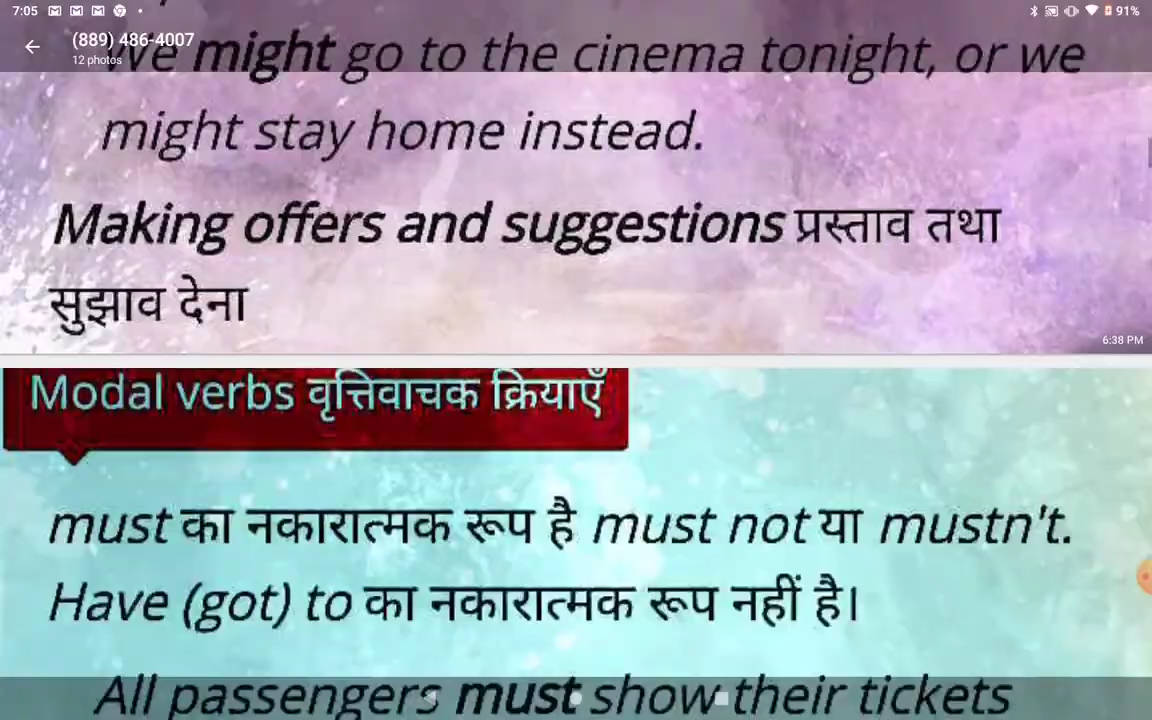 7:05 91%
(889) 486-4007
12 photos
We might go to the cinema tonight, or we
might stay home instead.
Making offers and suggestions प्रस्ताव तथा
सुझाव देना
6:38 PM
Modal verbs वृत्तिवाचक क्रियाएँ
must का नकारात्मक रूप है must not या mustn't.
Have (got) to का नकारात्मक रूप नहीं है।
All passengers must show their tickets